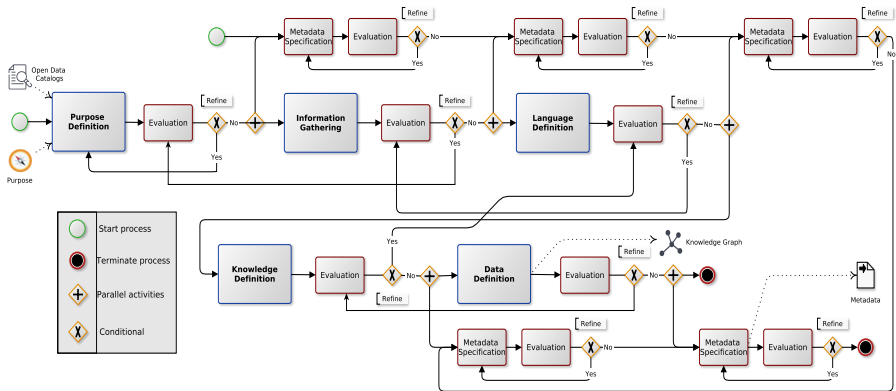 Refine
Refine
Refine
Metadata
Specification
Evaluation
No
Metadata
Specification
Evaluation
No
Metadata
Specification
Evaluation
No
Yes
Yes
Yes
Open Data
Catalogs
Purpose
Definition
Evaluation
Refine
No
Yes
Information
Gathering
Evaluation
Refine
No
Yes
Language
Definition
Evaluation
Refine
No
Yes
Purpose
Start process
Terminate process
Parallel activities
Conditional
Knowledge
Definition
Evaluation
Yes
No
Refine
Data
Definition
Evaluation
Refine
No
Yes
Knowledge Graph
Metadata
Metadata
Specification
Evaluation
Refine
No
Yes
Metadata
Specification
Evaluation
Refine
No
Yes